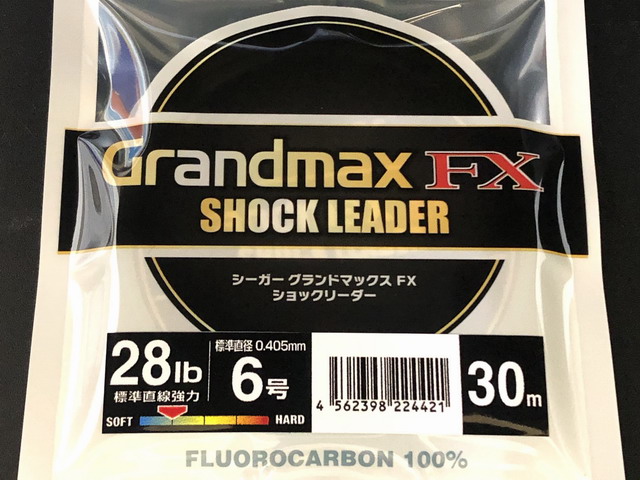 Grandmax FX
SHOCK LEADER
シーガー グランドマックス FX
ショックリーダー
28lb
標準直線強力
標準直径 0.405mm
6号
4 562398 224421
30m
SOFT HARD
FLUOROCARBON 100%